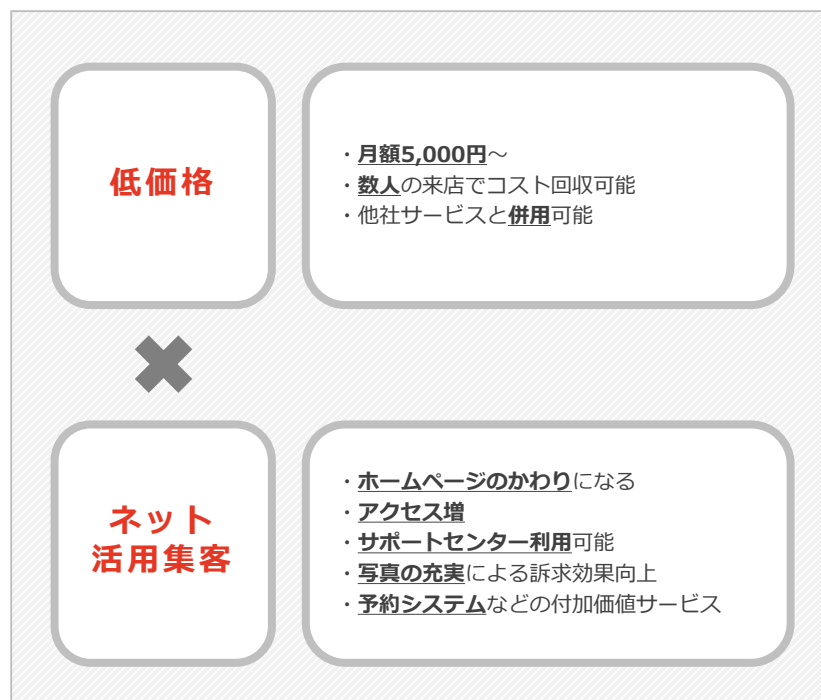 低価格
・月額5,000円～
・数人の来店でコスト回収可能
・他社サービスと併用可能
ネット
活用集客
・ホームページのかわりになる
・アクセス増
・サポートセンター利用可能
・写真の充実による訴求効果向上
・予約システムなどの付加価値サービス